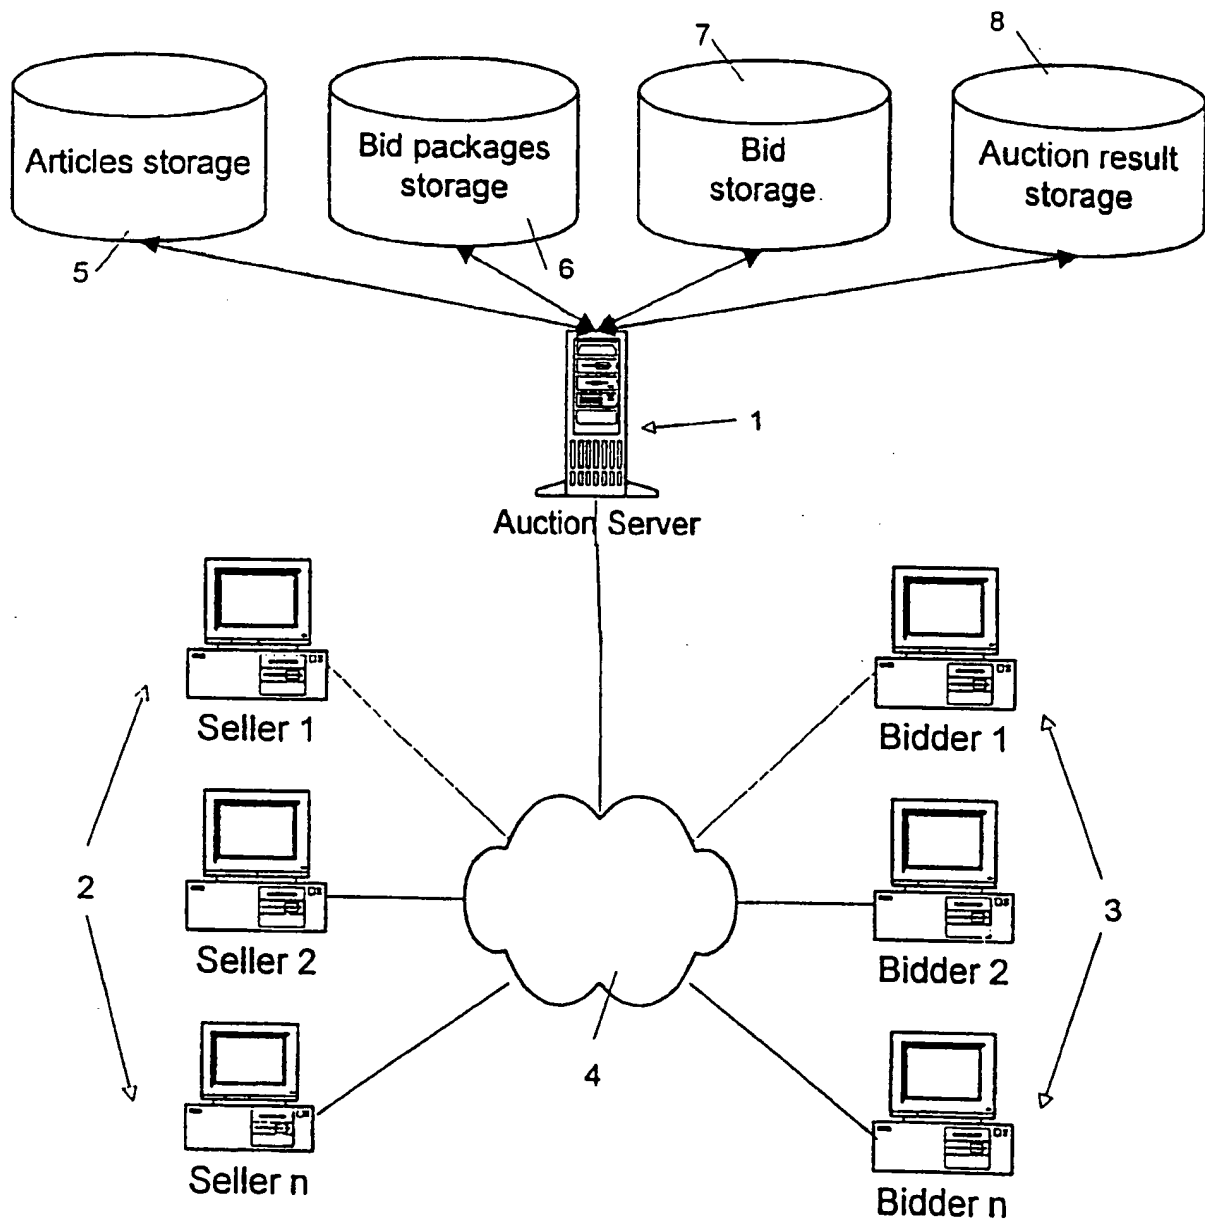 7
8
Articles storage
Bid packages
storage
Bid
storage
Auction result
storage
5
6
1
Auction Server
Seller 1
Bidder 1
Seller 2
Bidder 2
2
3
4
Seller n
Bidder n